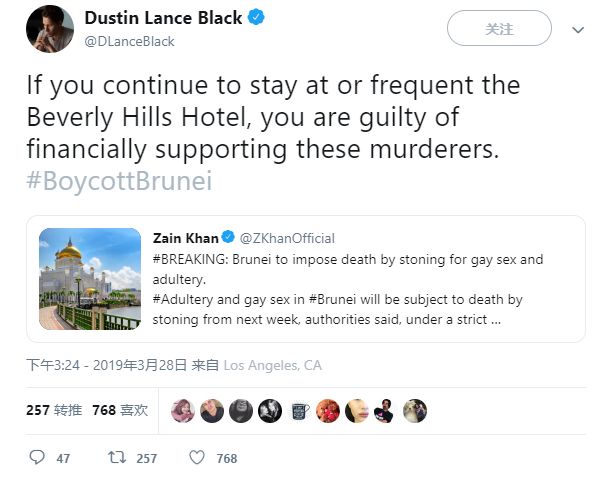 Dustin Lance Black
@DLanceBlack
关注
If you continue to stay at or frequent the
Beverly Hills Hotel, you are guilty of
financially supporting these murderers.
#BoycottBrunei
Zain Khan @ZKhanOfficial
#BREAKING: Brunei to impose death by stoning for gay sex and
adultery.
#Adultery and gay sex in #Brunei will be subject to death by
stoning from next week, authorities said, under a strict ...
下午3:24 - 2019年3月28日 来自 Los Angeles, CA
257 转推 768 喜欢
47 257 768